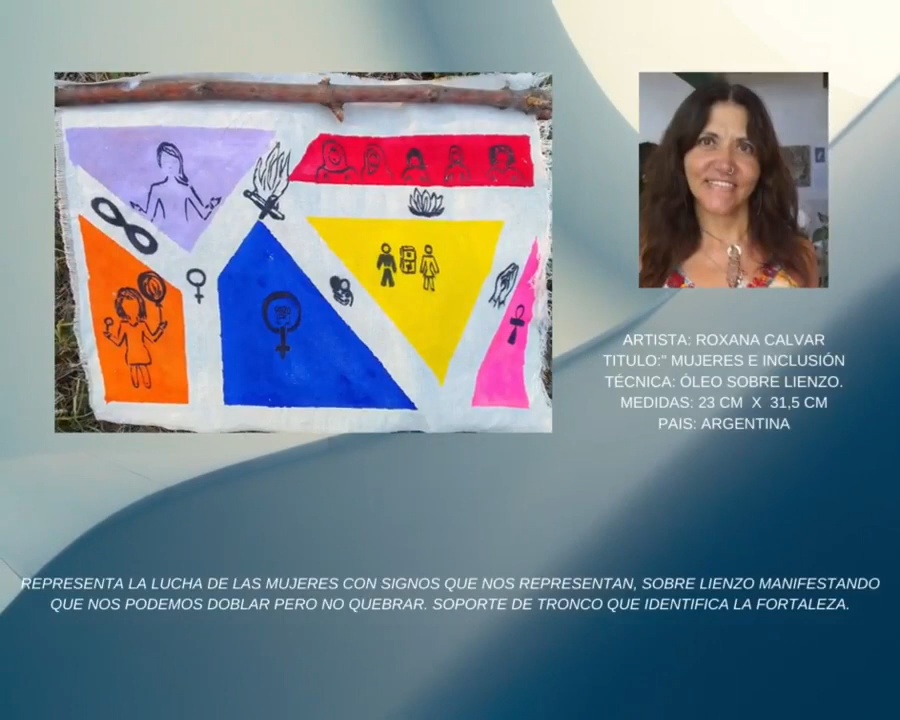 ARTISTA: ROXANA CALVAR
TITULO:" MUJERES E INCLUSIÓN
TÉCNICA: ÓLEO SOBRE LIENZO.
MEDIDAS: 23 CM X 31,5 CM
PAIS: ARGENTINA
REPRESENTA LA LUCHA DE LAS MUJERES CON SIGNOS QUE NOS REPRESENTAN, SOBRE LIENZO MANIFESTANDO
QUE NOS PODEMOS DOBLAR PERO NO QUEBRAR. SOPORTE DE TRONCO QUE IDENTIFICA LA FORTALEZA.